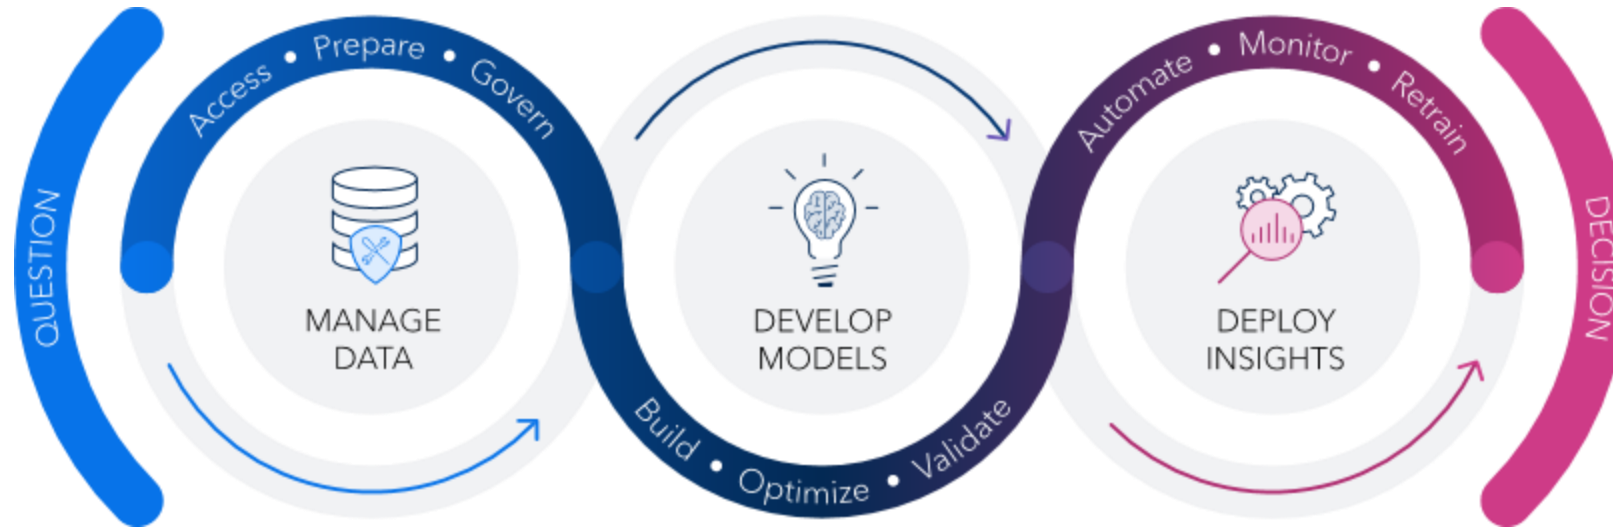 QUESTION
Access • Prepare • Govern
MANAGE
DATA
Build • Optimize • Validate
DEVELOP
MODELS
Automate • Monitor • Retrain
DEPLOY
INSIGHTS
DECISION